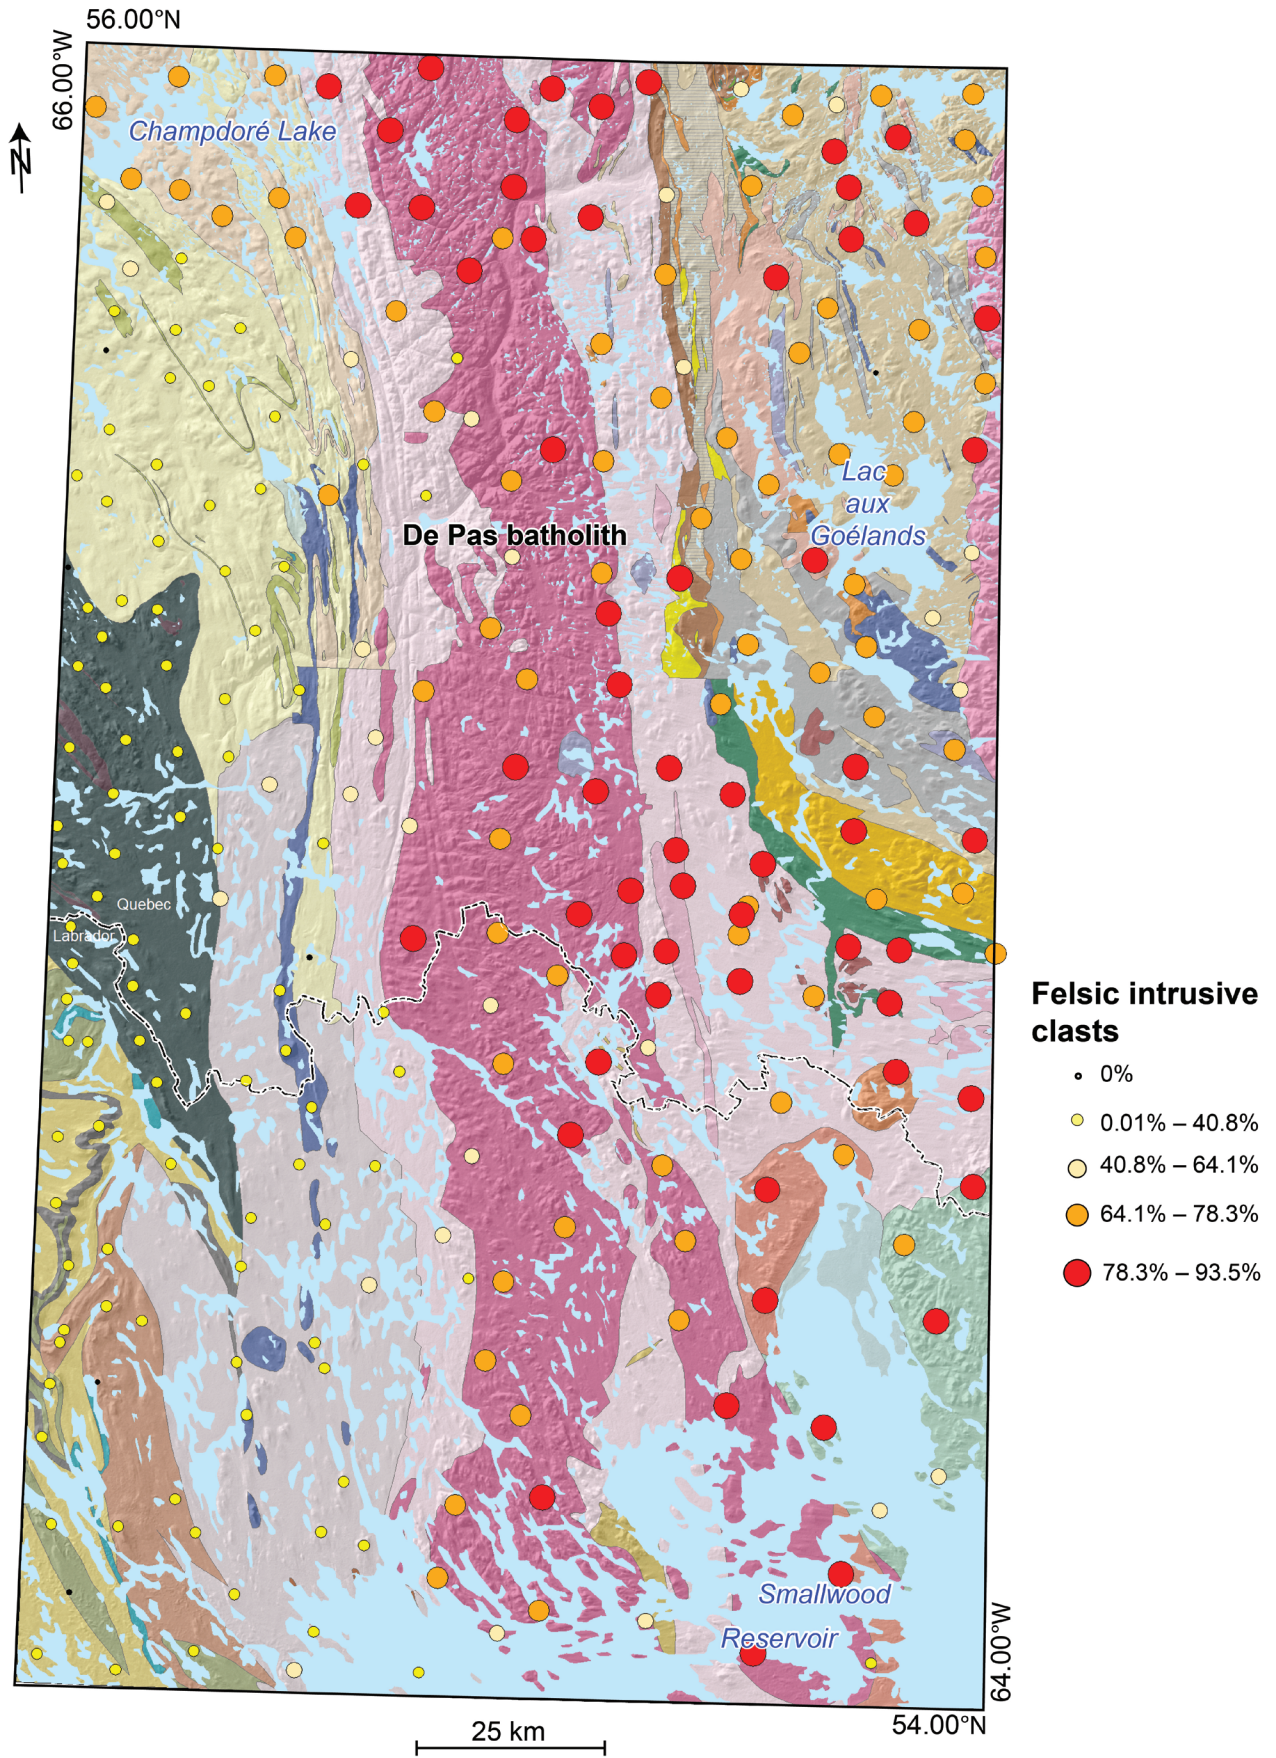 56.00°N
66.00°W
N
Champdoré Lake
Lac
aux
Goélands
De Pas batholith
Quebec
Labrador
Felsic intrusive
clasts
0%
0.01% – 40.8%
40.8% – 64.1%
64.1% – 78.3%
78.3% – 93.5%
Smallwood
Reservoir
64.00°W
54.00°N
25 km